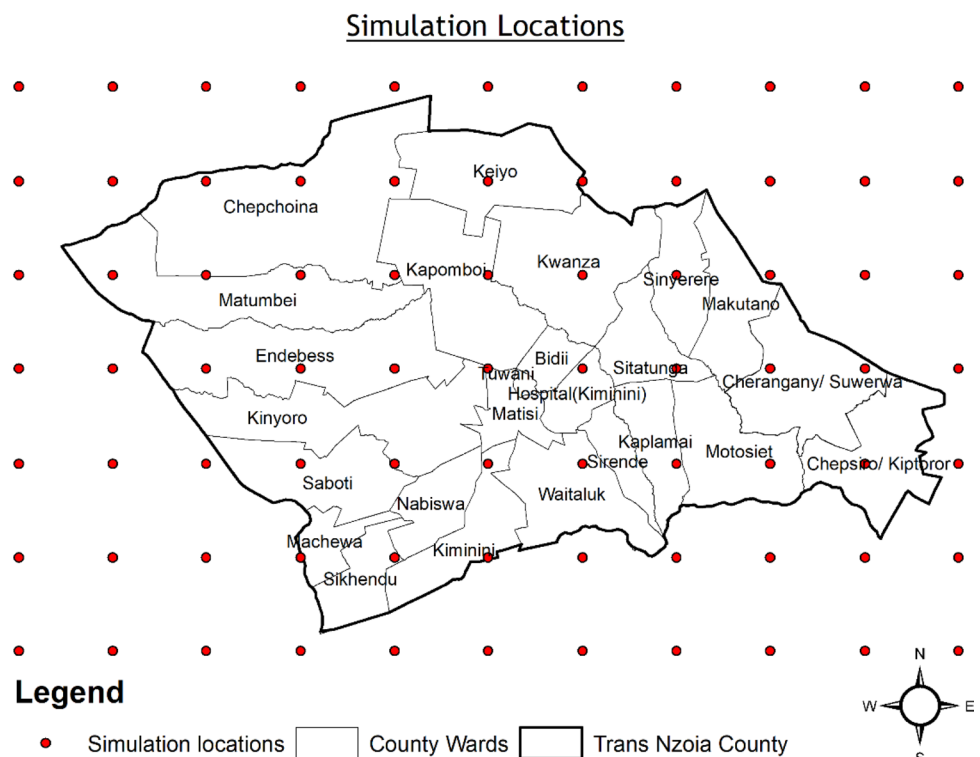 Simulation Locations
Keiyo
Chepchoina
Kapomboi
Kwanza
Sinyerere
Matumbei
Makutano
Endebess
Bidii
Tuwani
Sitatunga
Cherangany/ Suwerwa
Hospital(Kiminini)
Kinyoro
Matisi
Kaplamai
Motosiet
Sirende
Chepsiro/ Kiptoror
Saboti
Waitaluk
Nabiswa
Machewa
Kiminini
Sikhendu
N
W
E
S
Legend
Simulation locations
County Wards
Trans Nzoia County